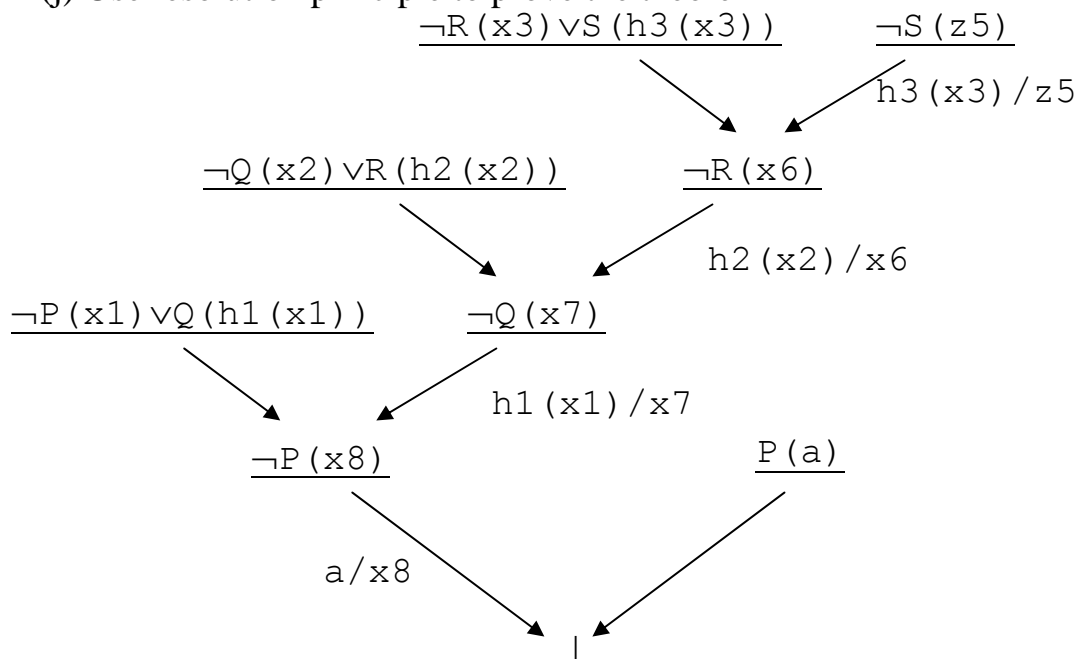 ¬R(x3)∨S(h3(x3)) ¬S(z5)
h3(x3)/z5
¬Q(x2)∨R(h2(x2)) ¬R(x6)
h2(x2)/x6
¬P(x1)∨Q(h1(x1)) ¬Q(x7)
h1(x1)/x7
¬P(x8) P(a)
a/x8